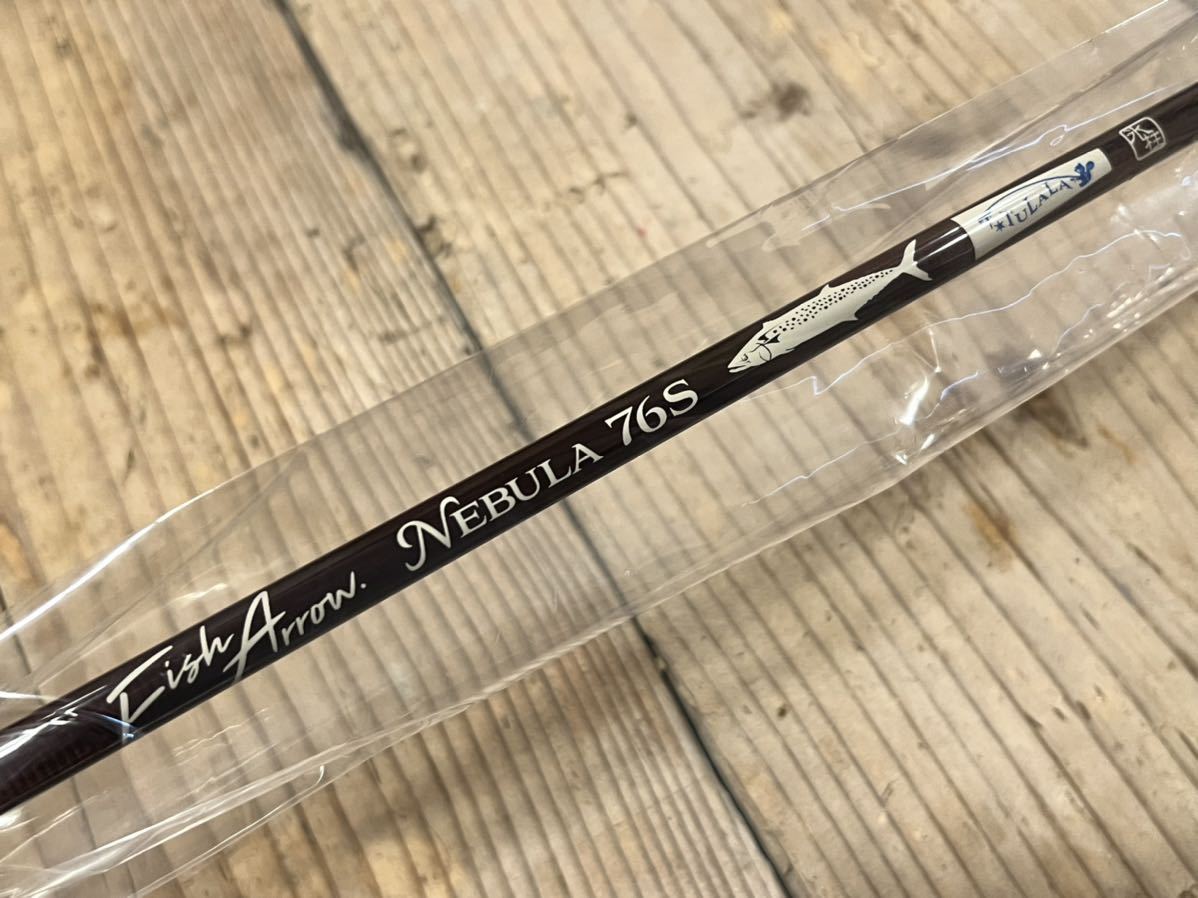 Fish Arrow. NEBULA 76S
TULALA